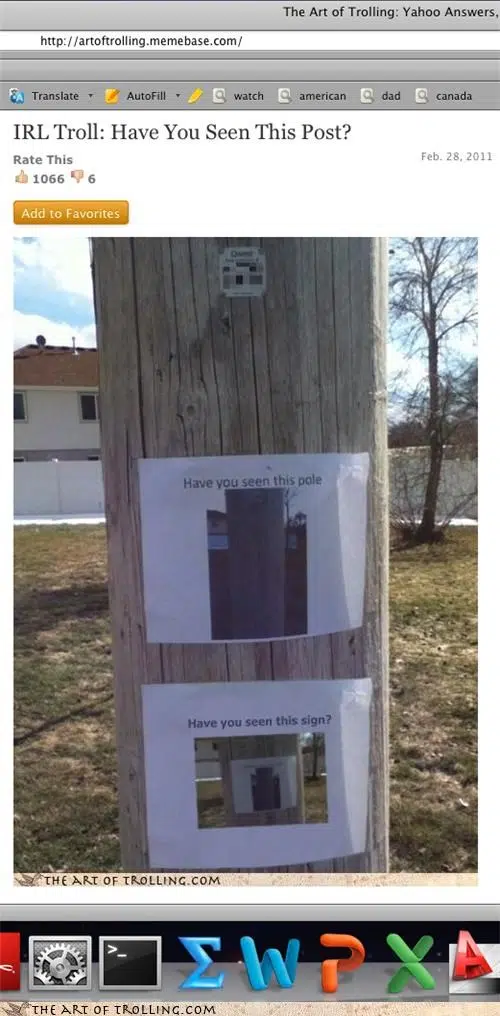 The Art of Trolling: Yahoo Answers,
http://artoftrolling.memebase.com/
Translate AutoFill watch american dad canada
IRL Troll: Have You Seen This Post?
Rate This
Feb. 28, 2011
1066 6
Add to Favorites
Have you seen this pole
Have you seen this sign?
THE ART OF TROLLING.COM
>_
Σ W P X A
THE ART OF TROLLING.COM